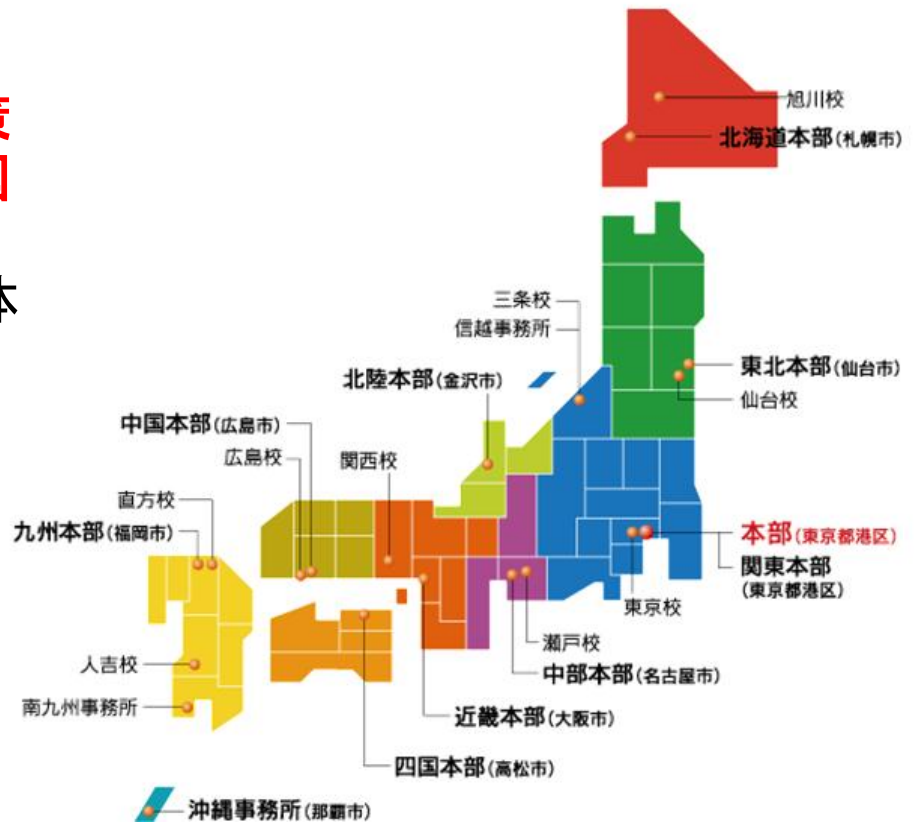 旭川校
北海道本部(札幌市)
三条校
信越事務所
東北本部(仙台市)
仙台校
北陸本部(金沢市)
中国本部(広島市)
広島校
関西校
直方校
九州本部(福岡市)
本部(東京都港区)
関東本部
(東京都港区)
東京校
瀬戸校
中部本部(名古屋市)
人吉校
南九州事務所
近畿本部(大阪市)
四国本部(高松市)
沖縄事務所(那覇市)